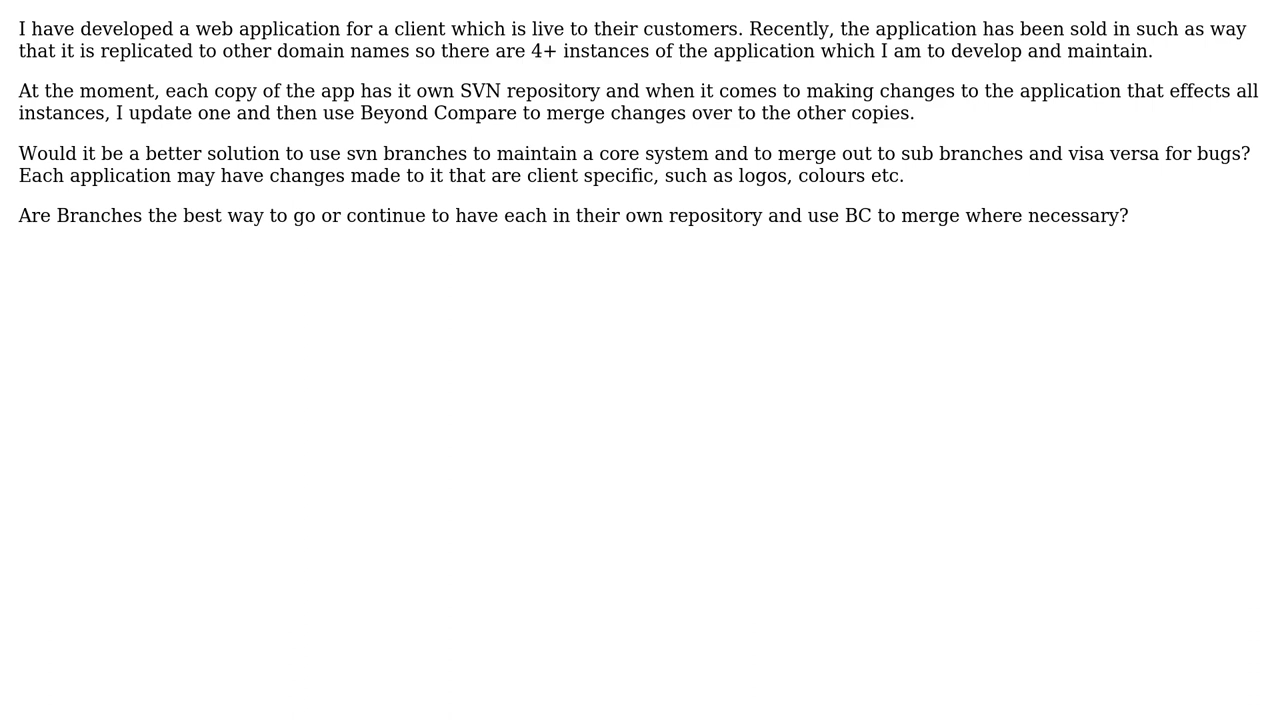 I have developed a web application for a client which is live to their customers. Recently, the application has been sold in such as way
that it is replicated to other domain names so there are 4+ instances of the application which I am to develop and maintain.
At the moment, each copy of the app has it own SVN repository and when it comes to making changes to the application that effects all
instances, I update one and then use Beyond Compare to merge changes over to the other copies.
Would it be a better solution to use svn branches to maintain a core system and to merge out to sub branches and visa versa for bugs?
Each application may have changes made to it that are client specific, such as logos, colours etc.
Are Branches the best way to go or continue to have each in their own repository and use BC to merge where necessary?